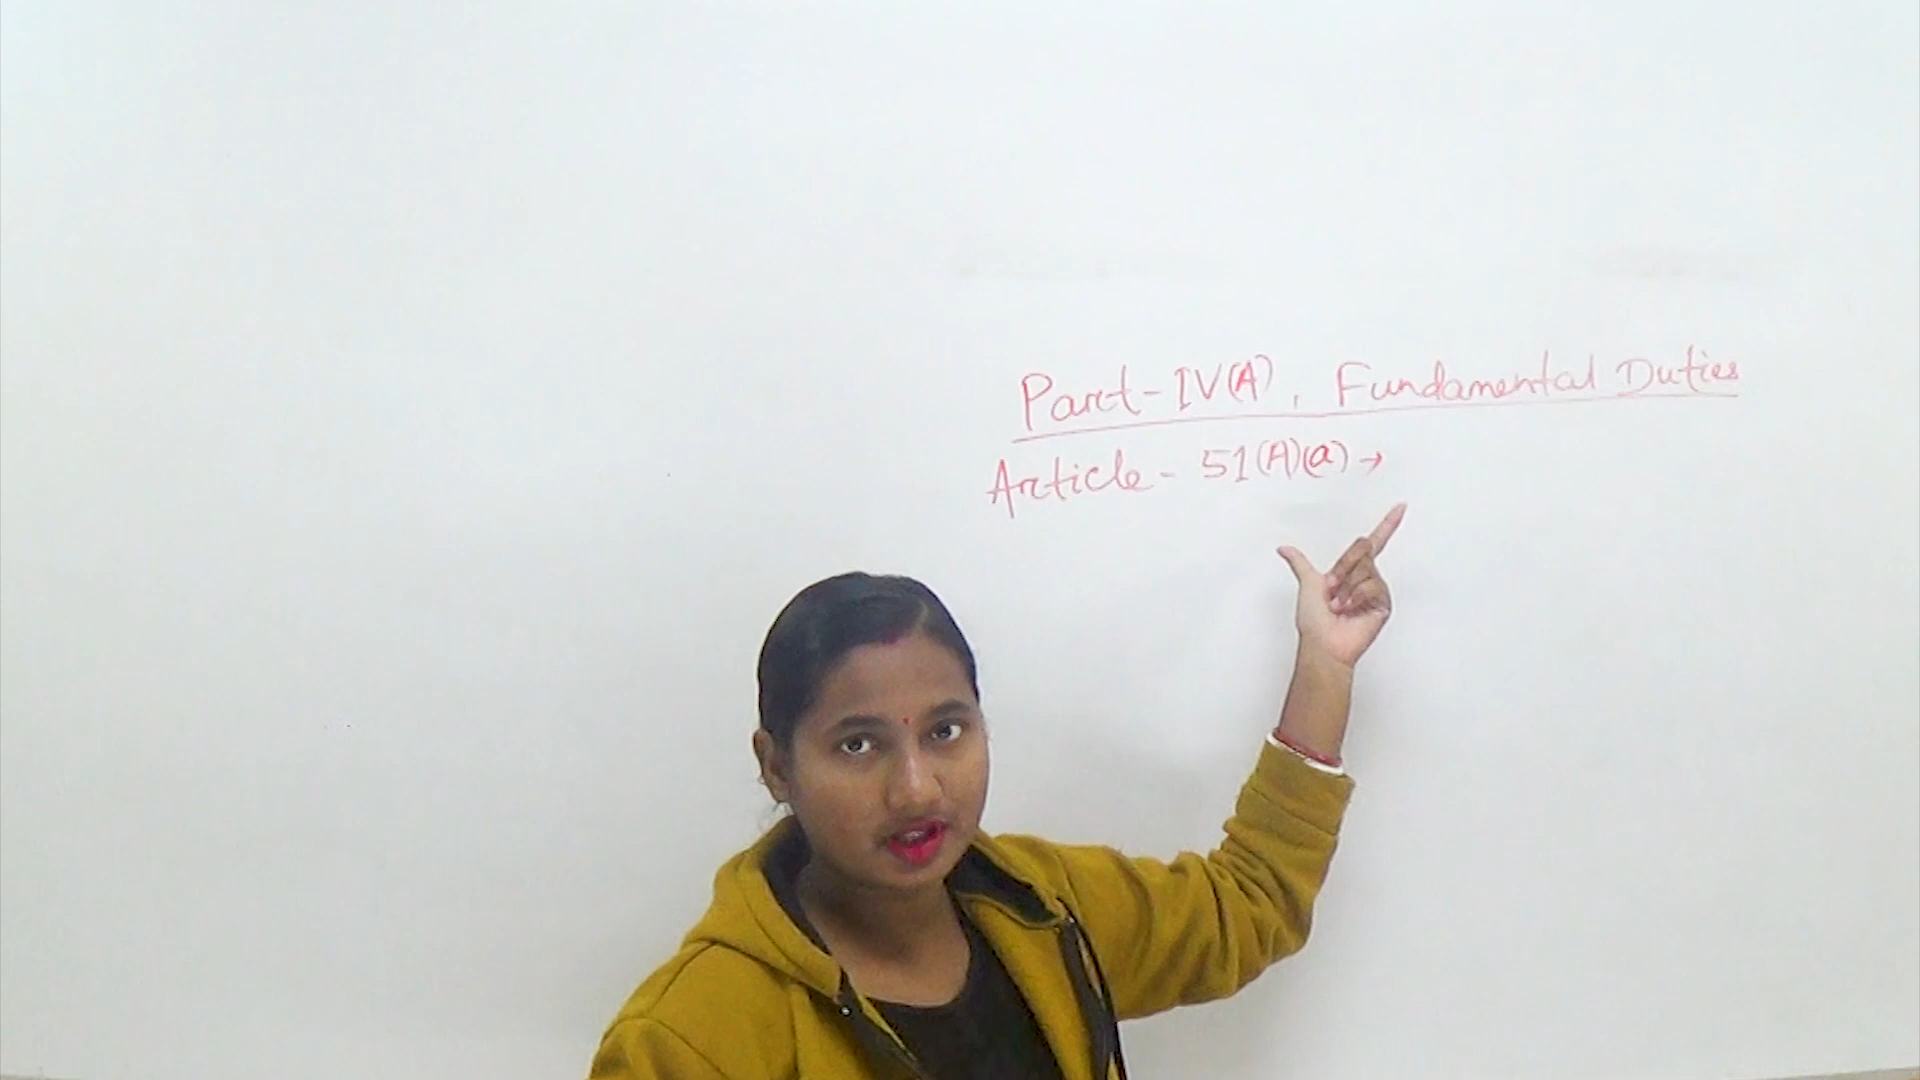 Part-IV(A), Fundamental Duties
Article - 51(A)(a) →